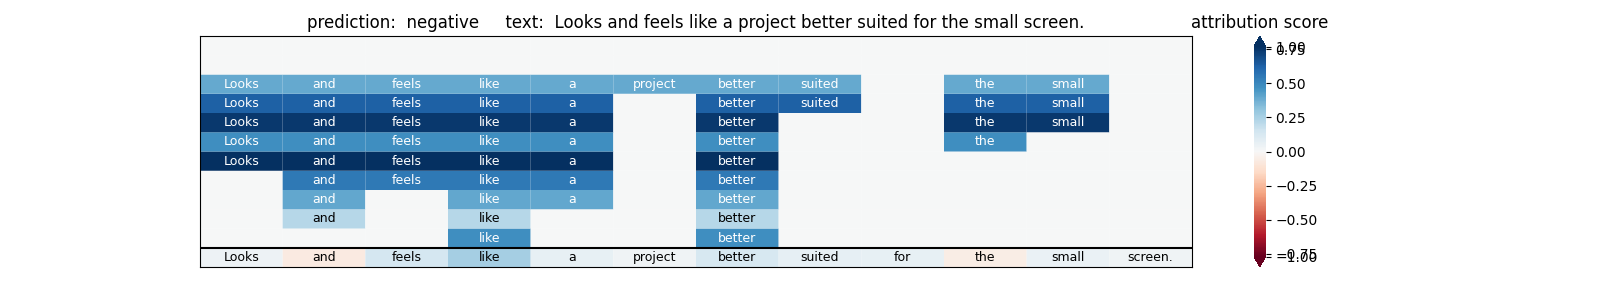 prediction:  negative     text:  Looks and feels like a project better suited for the small screen.
attribution score
Looks and feels like a project better suited the small
Looks and feels like a better suited the small
Looks and feels like a better the small
Looks and feels like a better the
Looks and feels like a better
and feels like a better
and like a better
and like better
like better
Looks and feels like a project better suited for the small screen.
1.00
0.75
0.50
0.25
0.00
−0.25
−0.50
−0.75
−1.00